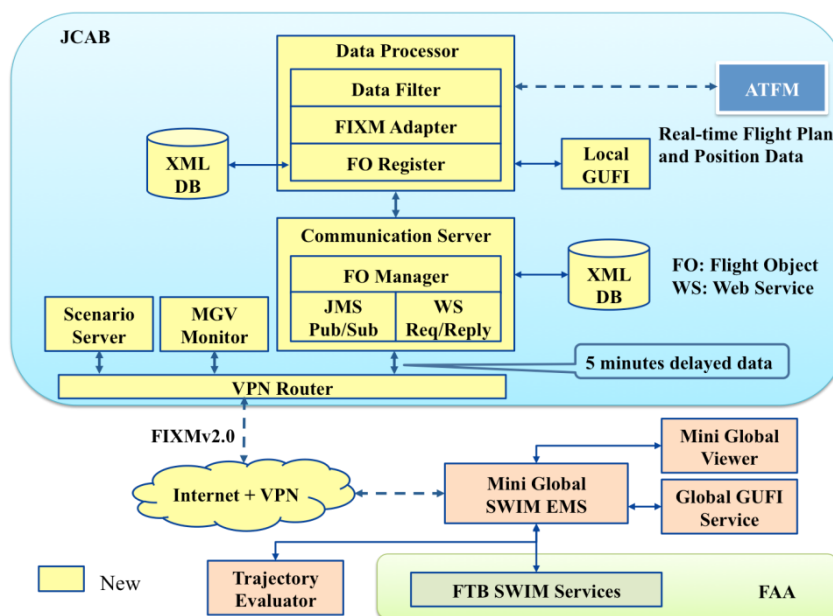 JCAB
Data Processor
Data Filter
FIXM Adapter
FO Register
XML
DB
ATFM
Real-time Flight Plan
and Position Data
Local
GUFI
Communication Server
FO Manager
JMS
Pub/Sub
WS
Req/Reply
XML
DB
FO: Flight Object
WS: Web Service
Scenario
Server
MGV
Monitor
5 minutes delayed data
VPN Router
FIXMv2.0
Internet + VPN
Mini Global
SWIM EMS
Mini Global
Viewer
Global GUFI
Service
New
Trajectory
Evaluator
FTB SWIM Services
FAA